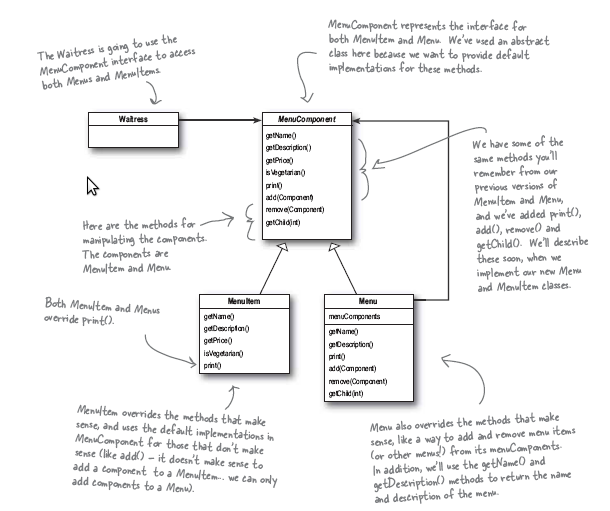 MenuComponent represents the interface for
both MenuItem and Menu. We've used an abstract
class here because we want to provide default
implementations for these methods.
The Waitress is going to use the
MenuComponent interface to access
both Menus and MenuItems.
Waitress
MenuComponent
getName()
getDescription()
getPrice()
isVegetarian()
print()
add(Component)
remove(Component)
getChild(int)
We have some of the
same methods you'll
remember from our
previous versions of
MenuItem and Menu,
and we've added print(),
add(), remove() and
getChild(). We'll describe
these soon, when we
implement our new Menu
and MenuItem classes.
Here are the methods for
manipulating the components.
The components are
MenuItem and Menu.
Both MenuItem and Menus
override print().
MenuItem
getName()
getDescription()
getPrice()
isVegetarian()
print()
Menu
menuComponents
getName()
getDescription()
print()
add(Component)
remove(Component)
getChild(int)
MenuItem overrides the methods that make
sense, and uses the default implementations in
MenuComponent for those that don't make
sense (like add() – it doesn't make sense to
add a component to a MenuItem... we can only
add components to a Menu).
Menu also overrides the methods that make
sense, like a way to add and remove menu items
(or other menus!) from its menuComponents.
In addition, we'll use the getName() and
getDescription() methods to return the name
and description of the menu.